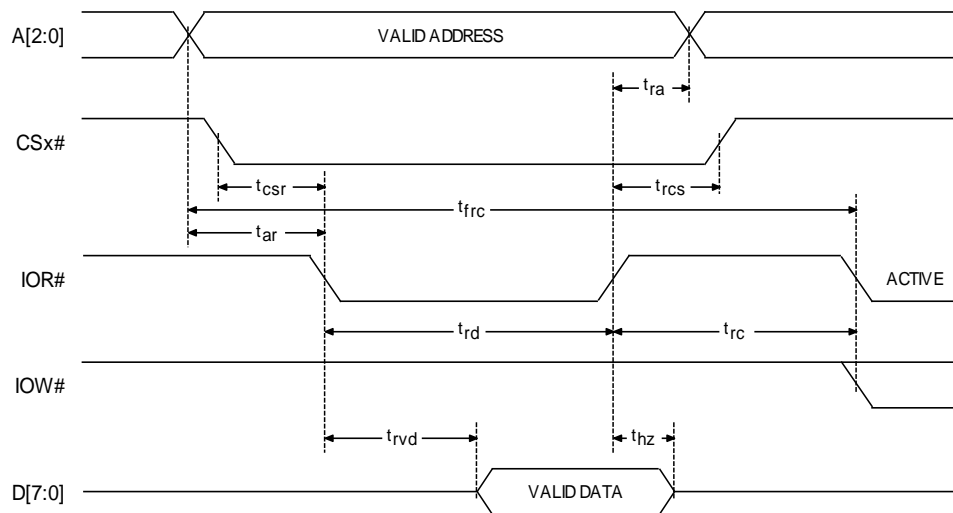 A[2:0]
VALID ADDRESS
tra
CSx#
tcsr
trcs
tfrc
tar
IOR#
ACTIVE
trd
trc
IOW#
trvd
thz
D[7:0]
VALID DATA